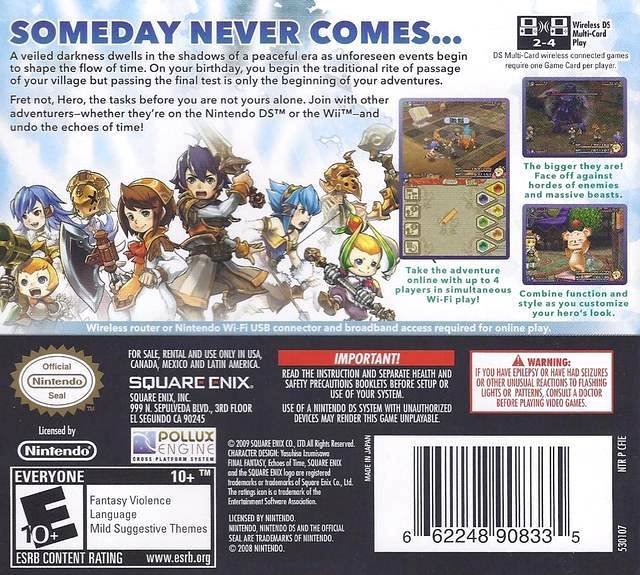 SOMEDAY NEVER COMES...
A veiled darkness dwells in the shadows of a peaceful era as unforeseen events begin
to shape the flow of time. On your birthday, you begin the traditional rite of passage
of your village but passing the final test is only the beginning of your adventures.
Fret not, Hero, the tasks before you are not yours alone. Join with other
adventurers—whether they're on the Nintendo DS™ or the Wii™—and
undo the echoes of time!
2-4
Wireless DS
Multi-Card
Play
DS Multi-Card wireless connected games
require one Game Card per player.
The bigger they are!
Face off against
hordes of enemies
and massive beasts.
Take the adventure
online with up to 4
players in simultaneous
Wi-Fi play!
Combine function and
style as you customize
your hero's look.
Wireless router or Nintendo Wi-Fi USB connector and broadband access required for online play.
Official
Nintendo
Seal
TM
Licensed by
Nintendo
FOR SALE, RENTAL AND USE ONLY IN USA,
CANADA, MEXICO AND LATIN AMERICA.
SQUARE ENIX
SQUARE ENIX, INC.
999 N. SEPULVEDA BLVD., 3RD FLOOR
EL SEGUNDO CA 90245
POLLUX
ENGINE
CROSS PLATFORM SYSTEM
IMPORTANT!
READ THE INSTRUCTION AND SEPARATE HEALTH AND
SAFETY PRECAUTIONS BOOKLETS BEFORE SETUP OR
USE OF YOUR SYSTEM.
USE OF A NINTENDO DS SYSTEM WITH UNAUTHORIZED
DEVICES MAY RENDER THIS GAME UNPLAYABLE.
WARNING:
IF YOU HAVE EPILEPSY OR HAVE HAD SEIZURES
OR OTHER UNUSUAL REACTIONS TO FLASHING
LIGHTS OR PATTERNS, CONSULT A DOCTOR
BEFORE PLAYING VIDEO GAMES.
EVERYONE 10+ ™
E
10+
Fantasy Violence
Language
Mild Suggestive Themes
ESRB CONTENT RATING www.esrb.org
© 2009 SQUARE ENIX CO., LTD. All Rights Reserved.
CHARACTER DESIGN: Yasuhisa Izumisawa
FINAL FANTASY, Echoes of Time, SQUARE ENIX
and the SQUARE ENIX logo are registered
trademarks or trademarks of Square Enix Co., Ltd.
The ratings icon is a trademark of the
Entertainment Software Association.
LICENSED BY NINTENDO.
NINTENDO, NINTENDO DS AND THE OFFICIAL
SEAL ARE TRADEMARKS OF NINTENDO.
© 2008 NINTENDO.
MADE IN JAPAN
6 62248 90833 5
NTR P CTIE
530107